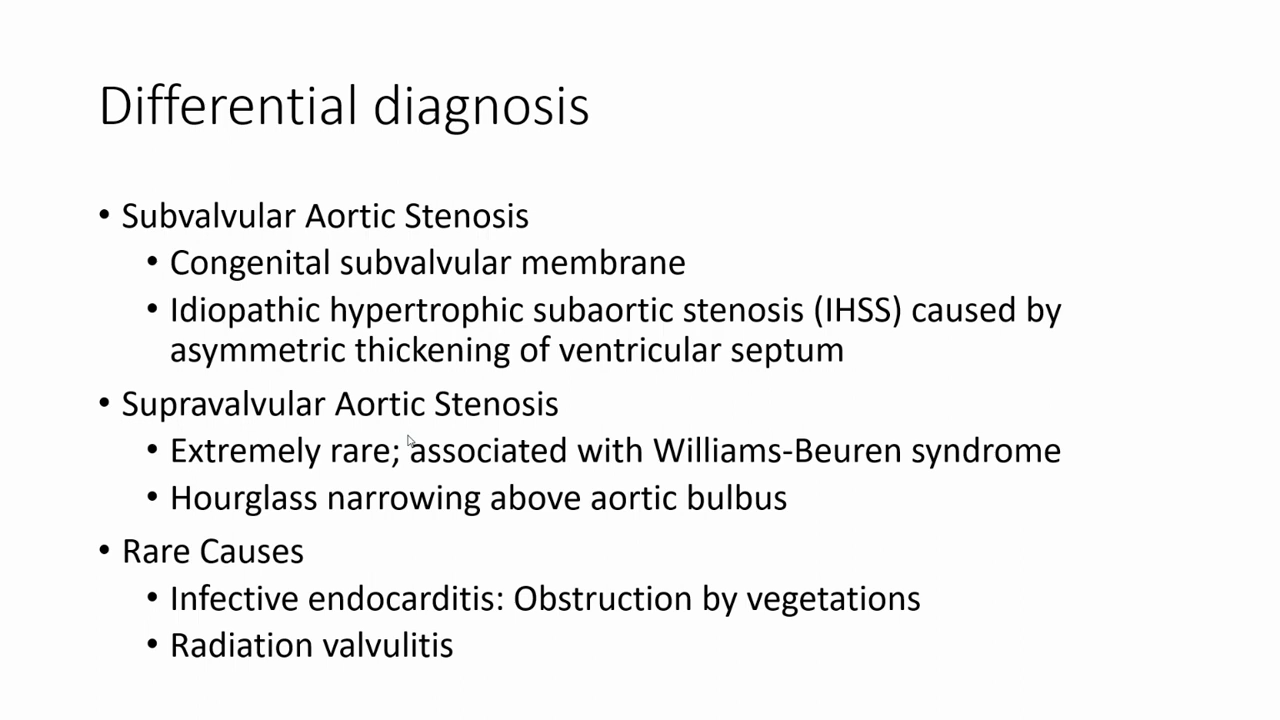 Differential diagnosis
• Subvalvular Aortic Stenosis
• Congenital subvalvular membrane
• Idiopathic hypertrophic subaortic stenosis (IHSS) caused by
asymmetric thickening of ventricular septum
• Supravalvular Aortic Stenosis
• Extremely rare; associated with Williams-Beuren syndrome
• Hourglass narrowing above aortic bulbus
• Rare Causes
• Infective endocarditis: Obstruction by vegetations
• Radiation valvulitis